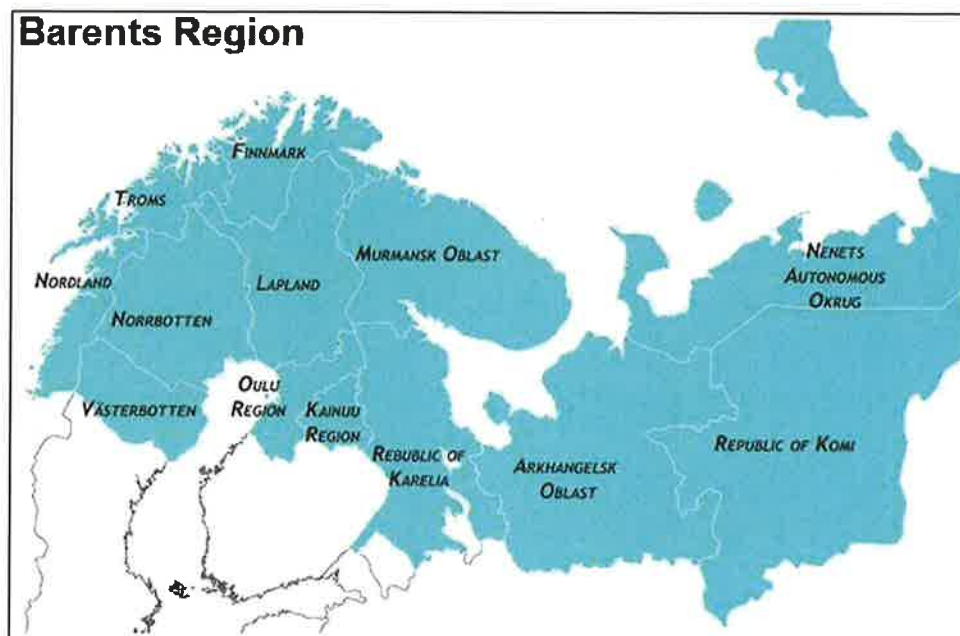 Barents Region
FINNMARK
TROMS
MURMANSK OBLAST
NENETS
AUTONOMOUS
OKRUG
NORDLAND
LAPLAND
NORRBOTTEN
OULU
REGION
VÄSTERBOTTEN
KAINUU
REGION
REBUBLIC OF
KARELIA
ARKHANGELSK
OBLAST
REPUBLIC OF KOMI